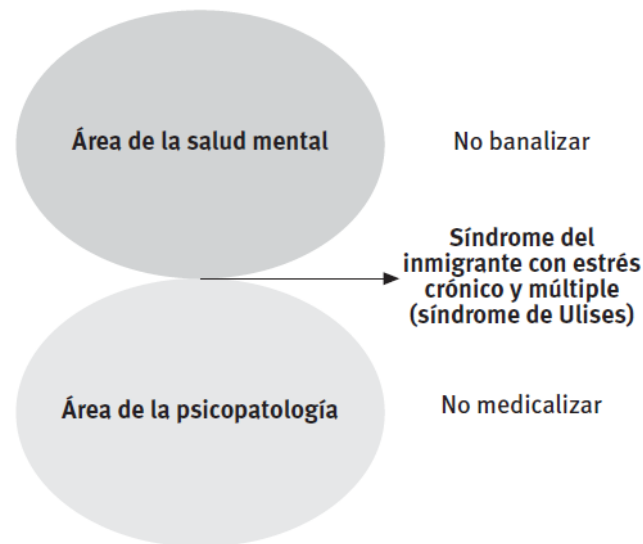 Área de la salud mental
No banalizar
Síndrome del
inmigrante con estrés
crónico y múltiple
(síndrome de Ulises)
Área de la psicopatología
No medicalizar